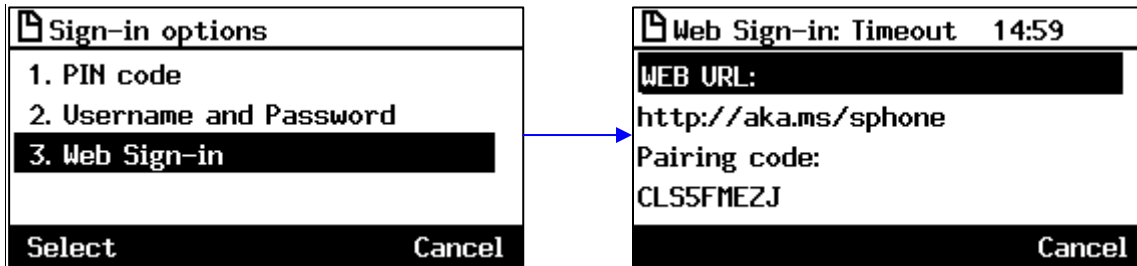 Sign-in options
1. PIN code
2. Username and Password
3. Web Sign-in
Select Cancel
Web Sign-in: Timeout 14:59
WEB URL:
http://aka.ms/sphone
Pairing code:
CLS5FMEZJ
Cancel